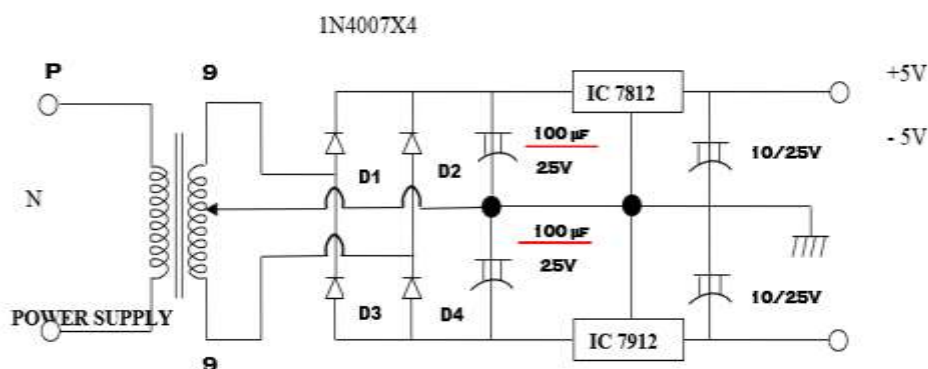 1N4007X4
P
9
IC 7812
+5V
100 µF
25V
10/25V
- 5V
D1
D2
N
100 µF
25V
POWER SUPPLY
D3
D4
10/25V
IC 7912
9